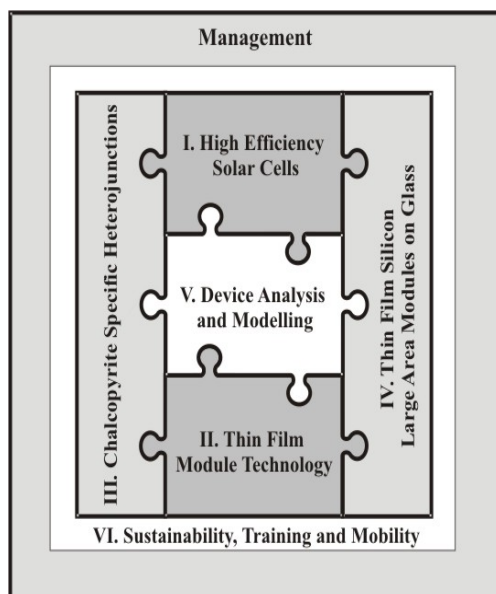 Management
I. High Efficiency
Solar Cells
III. Chalcopyrite Specific Heterojunctions
V. Device Analysis
and Modelling
IV. Thin Film Silicon
Large Area Modules on Glass
II. Thin Film
Module Technology
VI. Sustainability, Training and Mobility